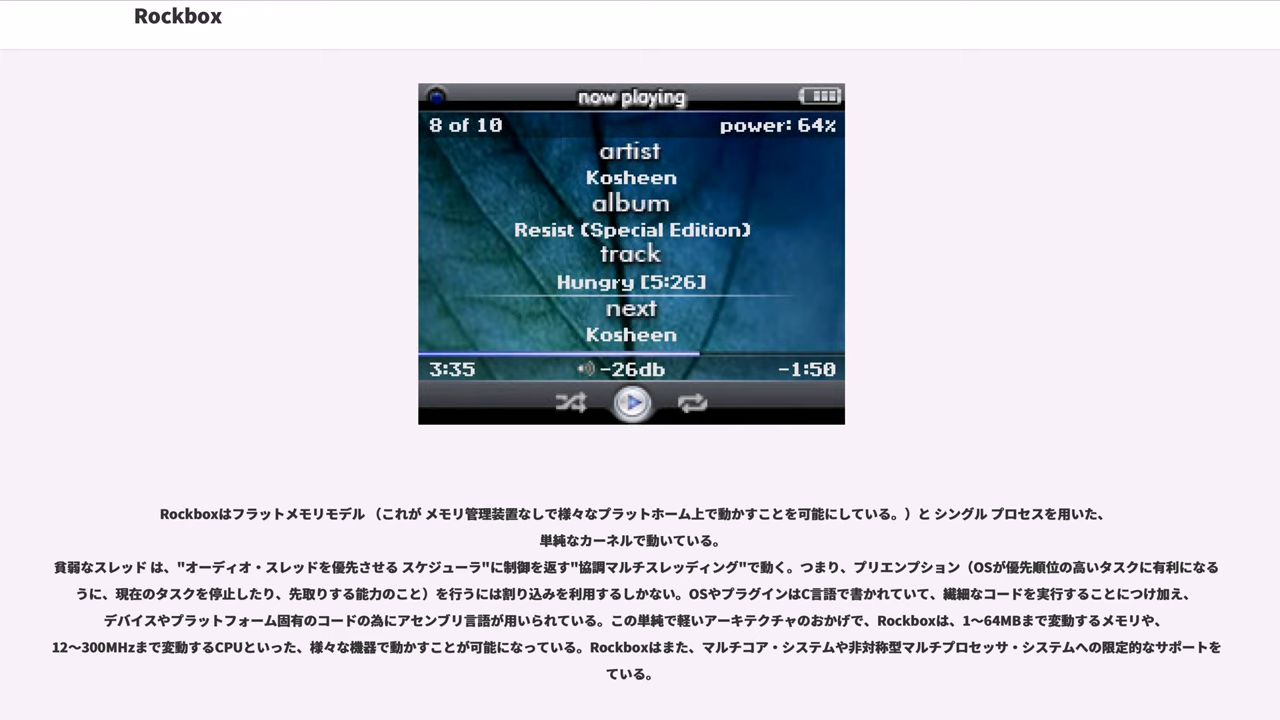 Rockbox
now playing
8 of 10 power: 64%
artist
Kosheen
album
Resist (Special Edition)
track
Hungry [5:26]
next
Kosheen
3:35 -26db -1:50
Rockboxはフラットメモリモデル （これが メモリ管理装置なしで様々なプラットホーム上で動かすことを可能にしている。）と シングル プロセスを用いた、
単純なカーネルで動いている。
貧弱なスレッド は、"オーディオ・スレッドを優先させる スケジューラ"に制御を返す"協調マルチスレッディング"で動く。つまり、プリエンプション（OSが優先順位の高いタスクに有利になる
うに、現在のタスクを停止したり、先取りする能力のこと）を行うには割り込みを利用するしかない。OSやプラグインはC言語で書かれていて、繊細なコードを実行することにつけ加え、
デバイスやプラットフォーム固有のコードの為にアセンブリ言語が用いられている。この単純で軽いアーキテクチャのおかげで、Rockboxは、1〜64MBまで変動するメモリや、
12〜300MHzまで変動するCPUといった、様々な機器で動かすことが可能になっている。Rockboxはまた、マルチコア・システムや非対称型マルチプロセッサ・システムへの限定的なサポートを
ている。